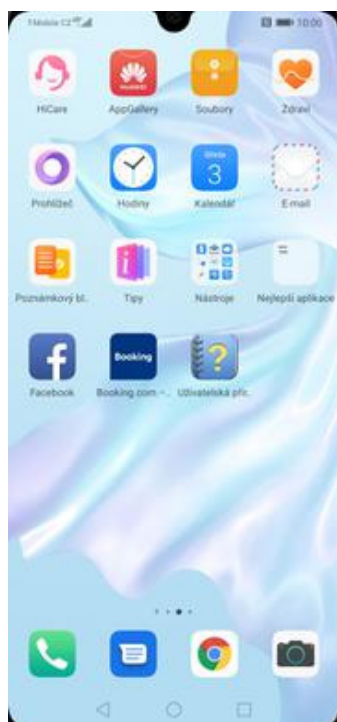 T-Mobile CZ
10:00
HiCare
AppGallery
Soubory
Zdraví
Prohlížeč
Hodiny
Kalendář
E-mail
Středa
3
Poznámkový bl..
Tipy
Nástroje
Nejlepší aplikace
Booking
Facebook
Booking.com –..
Uživatelská přír..